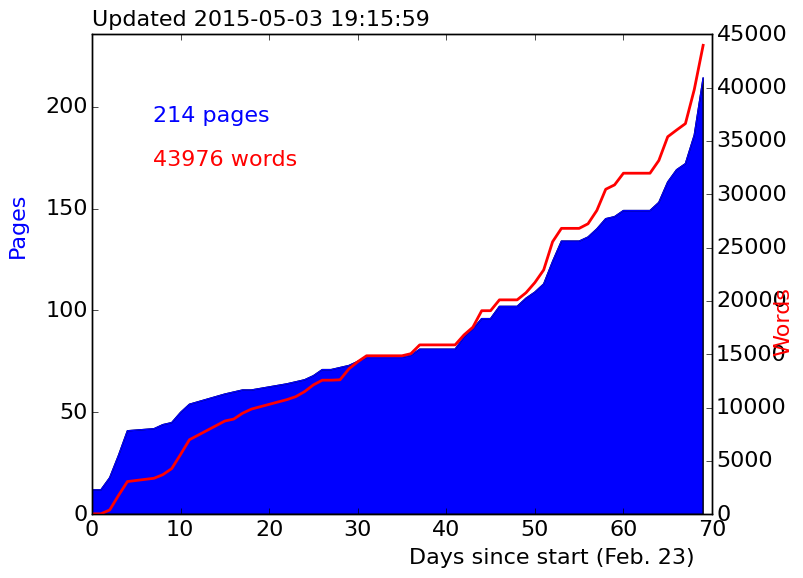 Updated 2015-05-03 19:15:59
214 pages
43976 words
Pages
0
50
100
150
200
Words
0
5000
10000
15000
20000
25000
30000
35000
40000
45000
0 10 20 30 40 50 60 70
Days since start (Feb. 23)